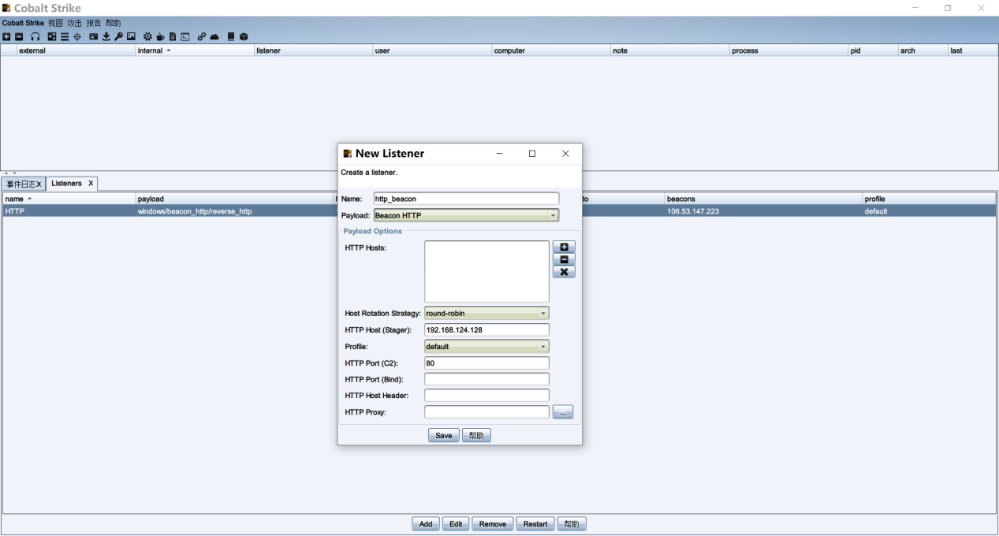 Cobalt Strike
Cobalt Strike 视图 攻击 报告 帮助
external internal listener user computer note process pid arch last
事件日志X Listeners X
name payload to beacons profile
HTTP windows/beacon_http/reverse_http 106.53.147.223 default
New Listener
Create a listener.
Name: http_beacon
Payload: Beacon HTTP
Payload Options
HTTP Hosts:
Host Rotation Strategy: round-robin
HTTP Host (Stager): 192.168.124.128
Profile: default
HTTP Port (C2): 80
HTTP Port (Bind):
HTTP Host Header:
HTTP Proxy: ...
Save 帮助
Add Edit Remove Restart 帮助